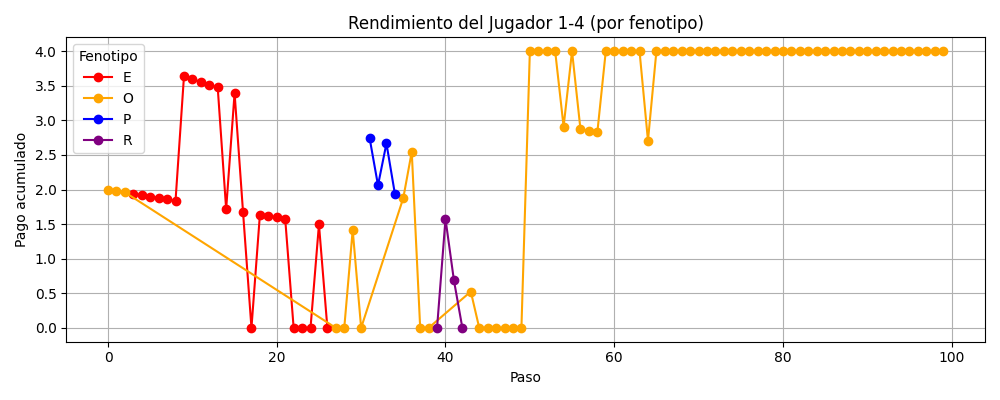 Rendimiento del Jugador 1-4 (por fenotipo)
Fenotipo
E
O
P
R
Pago acumulado
4.0
3.5
3.0
2.5
2.0
1.5
1.0
0.5
0.0
0 20 40 60 80 100
Paso